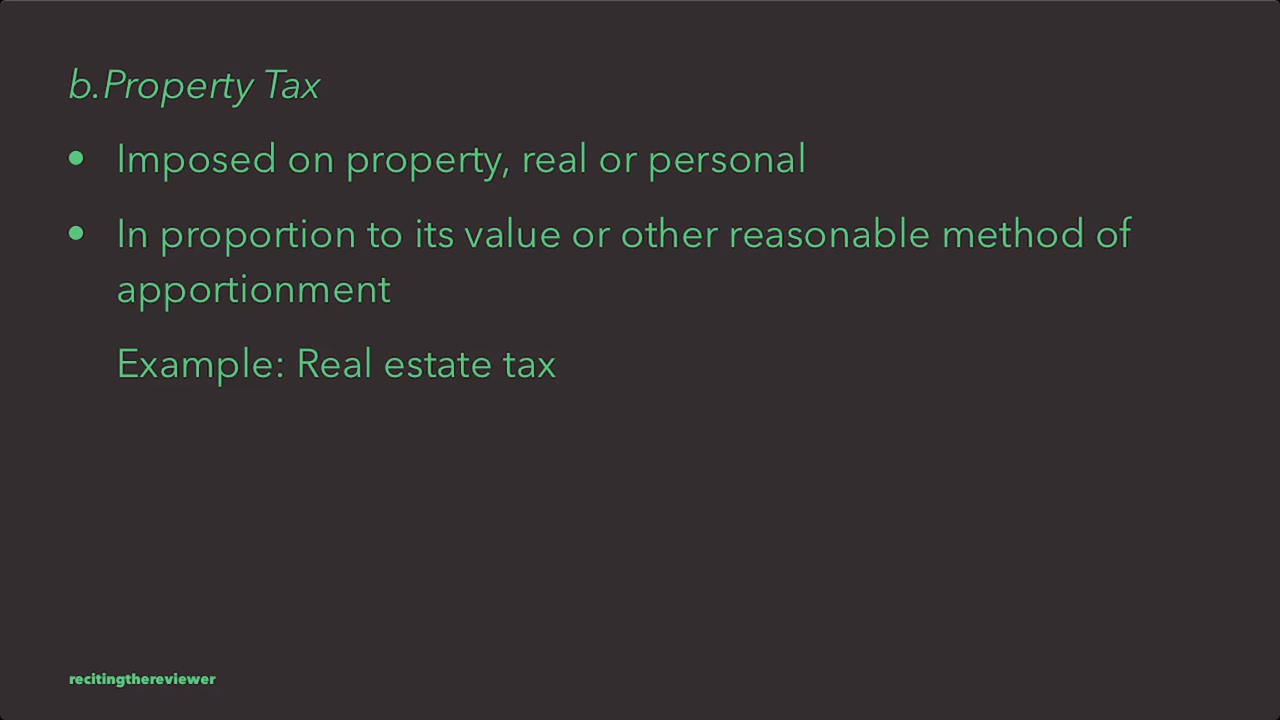 b.Property Tax
• Imposed on property, real or personal
• In proportion to its value or other reasonable method of
apportionment
Example: Real estate tax
recitingthereviewer